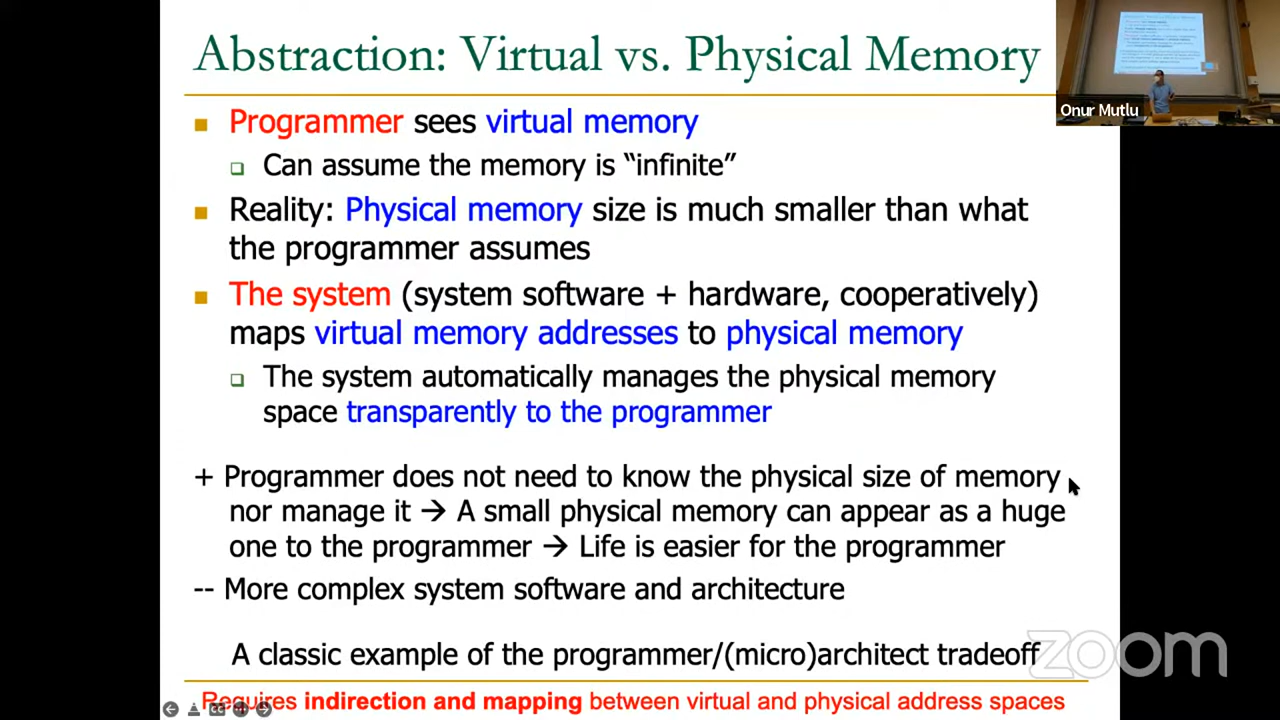 Abstraction: Virtual vs. Physical Memory
Onur Mutlu
Programmer sees virtual memory
Can assume the memory is “infinite”
Reality: Physical memory size is much smaller than what
the programmer assumes
The system (system software + hardware, cooperatively)
maps virtual memory addresses to physical memory
The system automatically manages the physical memory
space transparently to the programmer
+ Programmer does not need to know the physical size of memory
nor manage it → A small physical memory can appear as a huge
one to the programmer → Life is easier for the programmer
-- More complex system software and architecture
A classic example of the programmer/(micro)architect tradeoff
zoom
Requires indirection and mapping between virtual and physical address spaces